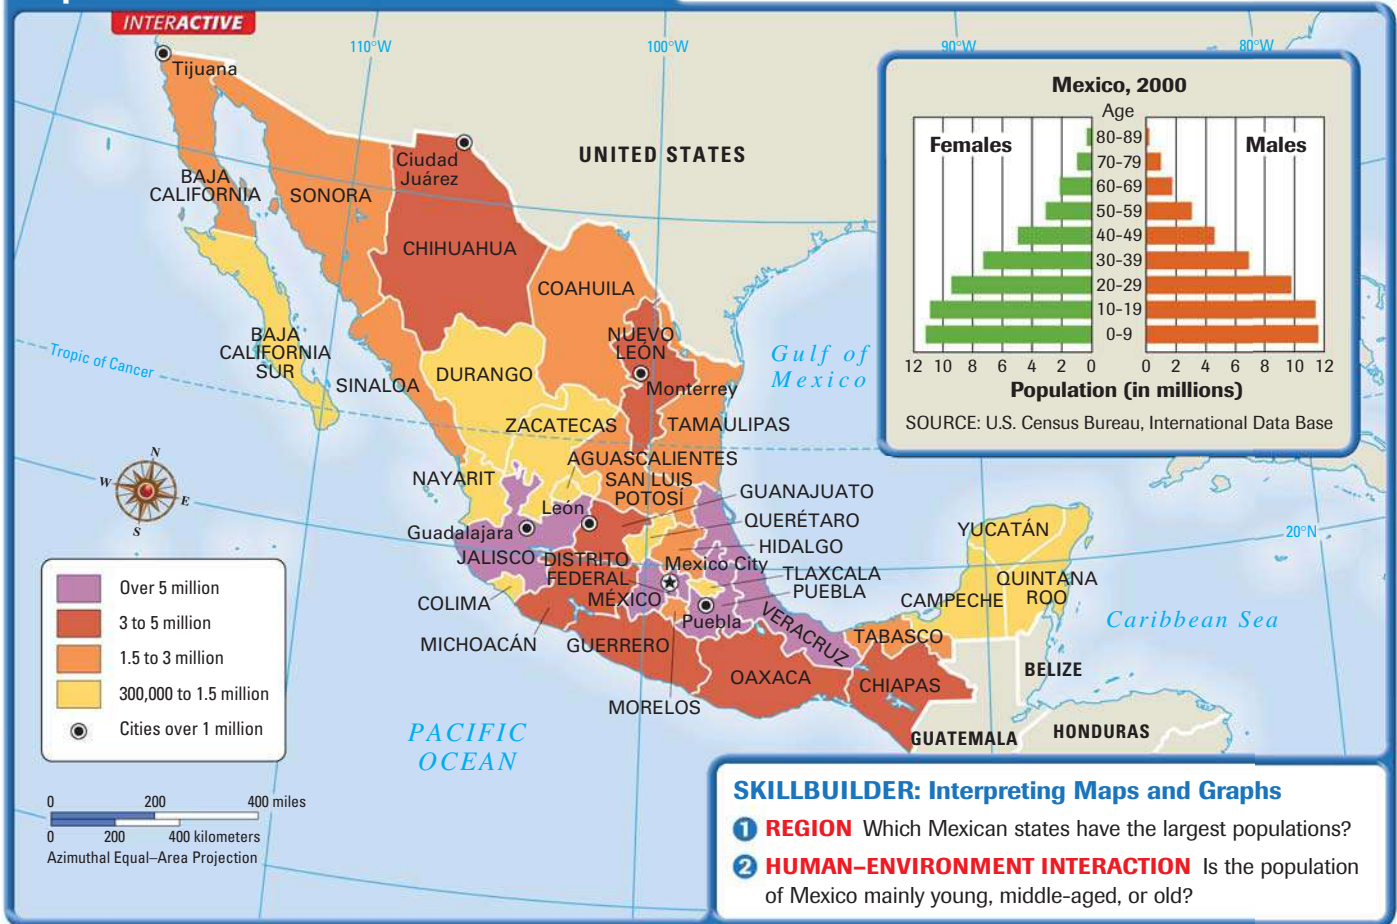 INTERACTIVE
110°W
100°W
90°W
80°W
Tijuana
Ciudad
Juárez
UNITED STATES
BAJA
CALIFORNIA
SONORA
CHIHUAHUA
COAHUILA
BAJA
CALIFORNIA
SUR
NUEVO
LEÓN
Gulf of
Mexico
Tropic of Cancer
SINALOA
DURANGO
Monterrey
ZACATECAS
TAMAULIPAS
AGUASCALIENTES
NAYARIT
SAN LUIS
POTOSÍ
León
GUANAJUATO
Guadalajara
QUERÉTARO
JALISCO
DISTRITO
FEDERAL
HIDALGO
Mexico City
TLAXCALA
PUEBLA
COLIMA
MÉXICO
Puebla
VERACRUZ
MICHOACÁN
GUERRERO
MORELOS
OAXACA
TABASCO
CHIAPAS
CAMPECHE
YUCATÁN
QUINTANA
ROO
20°N
Caribbean Sea
BELIZE
GUATEMALA
HONDURAS
PACIFIC
OCEAN
N
W
E
S
Over 5 million
3 to 5 million
1.5 to 3 million
300,000 to 1.5 million
Cities over 1 million
0 200 400 miles
0 200 400 kilometers
Azimuthal Equal–Area Projection
Mexico, 2000
Age
Females
Males
80-89
70-79
60-69
50-59
40-49
30-39
20-29
10-19
0-9
12 10 8 6 4 2 0 0 2 4 6 8 10 12
Population (in millions)
SOURCE: U.S. Census Bureau, International Data Base
SKILLBUILDER: Interpreting Maps and Graphs
1 REGION Which Mexican states have the largest populations?
2 HUMAN–ENVIRONMENT INTERACTION Is the population
of Mexico mainly young, middle-aged, or old?